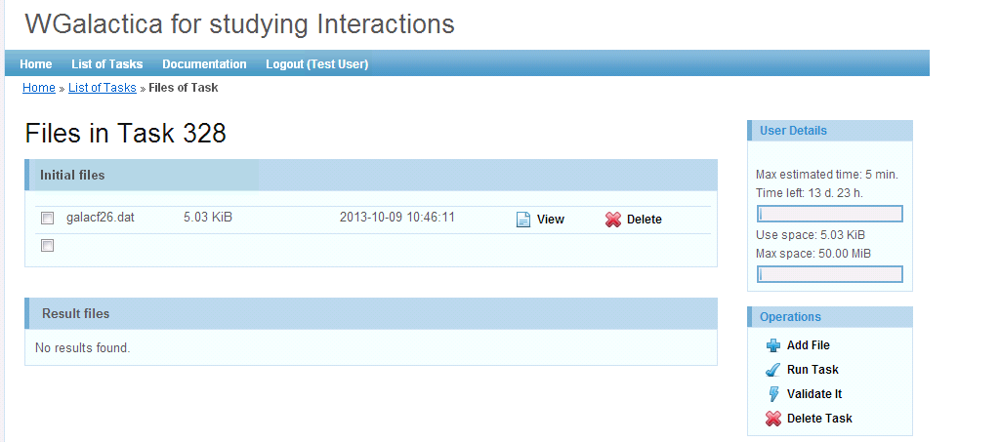 WGalactica for studying Interactions
Home List of Tasks Documentation Logout (Test User)
Home » List of Tasks » Files of Task
Files in Task 328
Initial files
galacf26.dat 5.03 KiB 2013-10-09 10:46:11 View Delete
Result files
No results found.
User Details
Max estimated time: 5 min.
Time left: 13 d. 23 h.
Use space: 5.03 KiB
Max space: 50.00 MiB
Operations
Add File
Run Task
Validate It
Delete Task